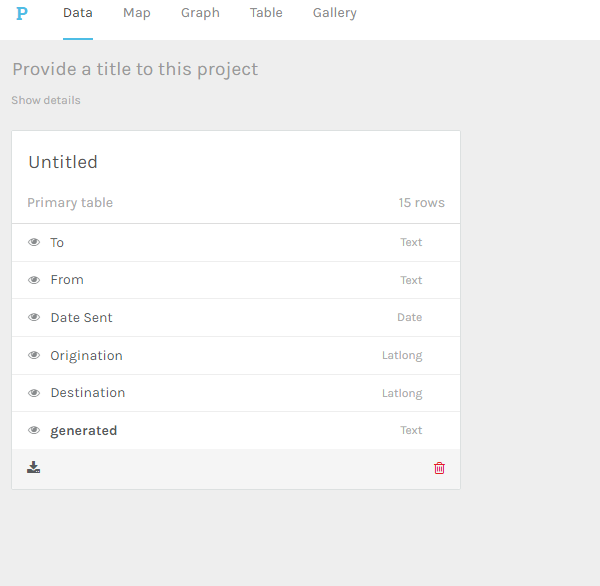 P Data Map Graph Table Gallery
Provide a title to this project
Show details
Untitled
Primary table 15 rows
To Text
From Text
Date Sent Date
Origination Latlong
Destination Latlong
generated Text